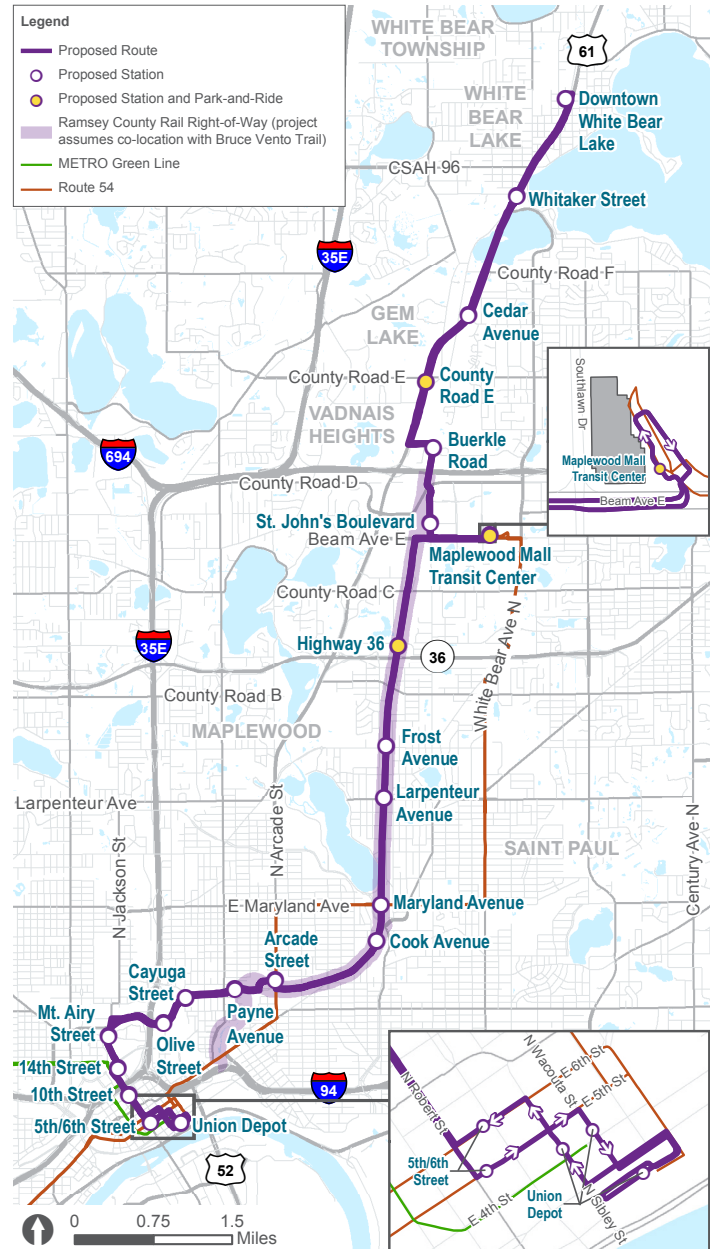 Legend
Proposed Route
Proposed Station
Proposed Station and Park-and-Ride
Ramsey County Rail Right-of-Way (project
assumes co-location with Bruce Vento Trail)
METRO Green Line
Route 54
WHITE BEAR
TOWNSHIP
61
WHITE
BEAR
LAKE
Downtown
White Bear
Lake
CSAH 96
Whitaker Street
35E
County Road F
GEM
LAKE
Cedar
Avenue
County Road E
County
Road E
VADNAIS
HEIGHTS
Buerkle
Road
694
County Road D
St. John's Boulevard
Beam Ave E
Maplewood Mall
Transit Center
Southlawn Dr
Maplewood Mall
Transit Center
Beam Ave E
County Road C
35E
Highway 36
36
White Bear Ave N
County Road B
MAPLEWOOD
Frost
Avenue
Larpenteur Ave
Larpenteur
Avenue
N Arcade St
N Jackson St
SAINT PAUL
Century Ave N
E Maryland Ave
Maryland Avenue
Cook Avenue
Arcade
Street
Cayuga
Street
Payne
Avenue
Mt. Airy
Street
Olive
Street
14th Street
10th Street
94
5th/6th Street
Union Depot
52
N Robert St
N Wacouta St
E 6th St
E 5th St
5th/6th
Street
E 4th St
Union
Depot
N Sibley St
0 0.75 1.5
Miles